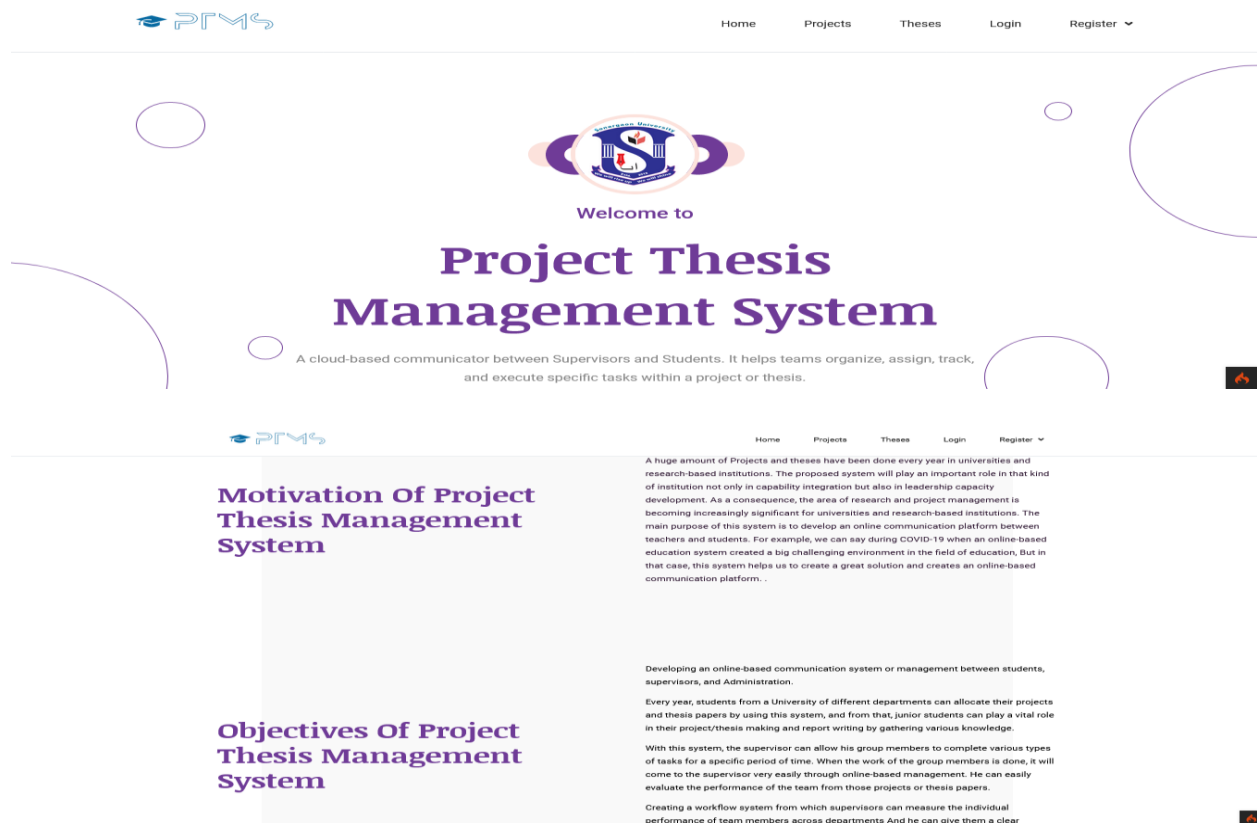 PTMS
Home Projects Theses Login Register
Sonargaon University
Welcome to
Project Thesis
Management System
A cloud-based communicator between Supervisors and Students. It helps teams organize, assign, track,
and execute specific tasks within a project or thesis.
PTMS
Home Projects Theses Login Register
Motivation Of Project
Thesis Management
System
A huge amount of Projects and theses have been done every year in universities and
research-based institutions. The proposed system will play an important role in that kind
of institution not only in capability integration but also in leadership capacity
development. As a consequence, the area of research and project management is
becoming increasingly significant for universities and research-based institutions. The
main purpose of this system is to develop an online communication platform between
teachers and students. For example, we can say during COVID-19 when an online-based
education system created a big challenging environment in the field of education, But in
that case, this system helps us to create a great solution and creates an online-based
communication platform. .
Objectives Of Project
Thesis Management
System
Developing an online-based communication system or management between students,
supervisors, and Administration.
Every year, students from a University of different departments can allocate their projects
and thesis papers by using this system, and from that, junior students can play a vital role
in their project/thesis making and report writing by gathering various knowledge.
With this system, the supervisor can allow his group members to complete various types
of tasks for a specific period of time. When the work of the group members is done, it will
come to the supervisor very easily through online-based management. He can easily
evaluate the performance of the team from those projects or thesis papers.
Creating a workflow system from which supervisors can measure the individual
performance of team members across departments And he can give them a clear